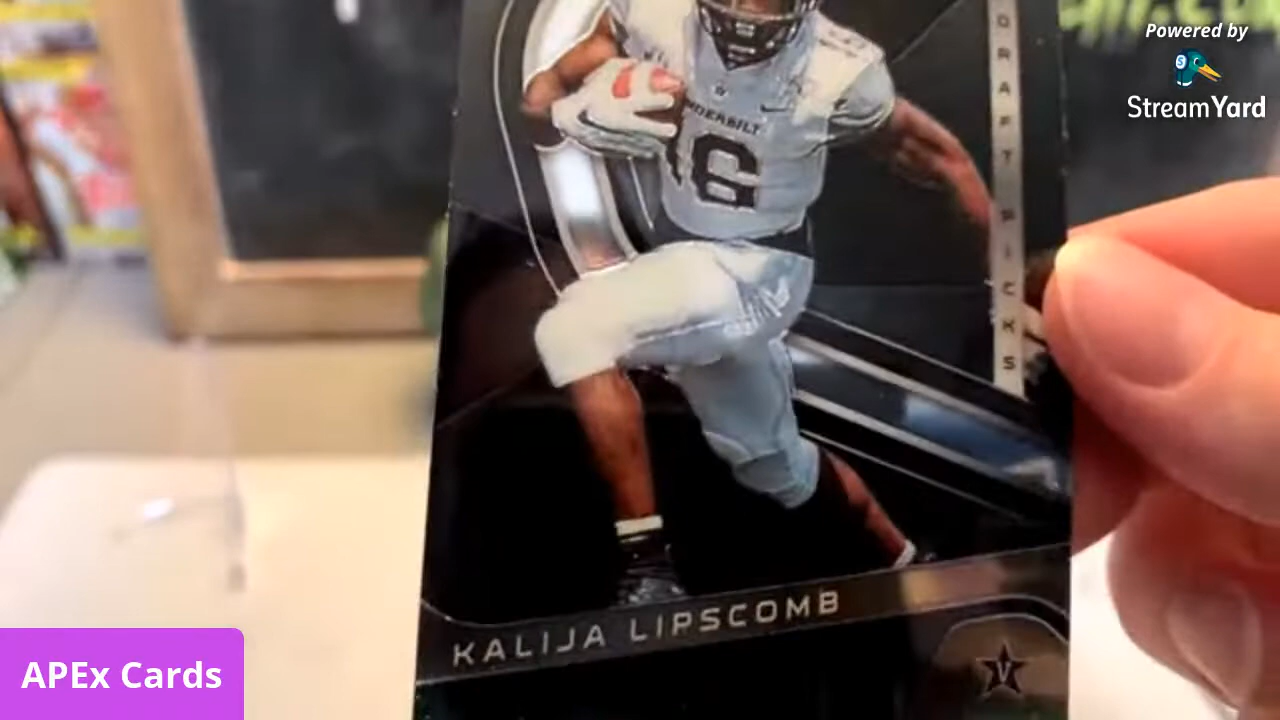 Powered by
StreamYard
DRAFT PICKS
VANDERBILT
16
KALIJA LIPSCOMB
V
APEx Cards